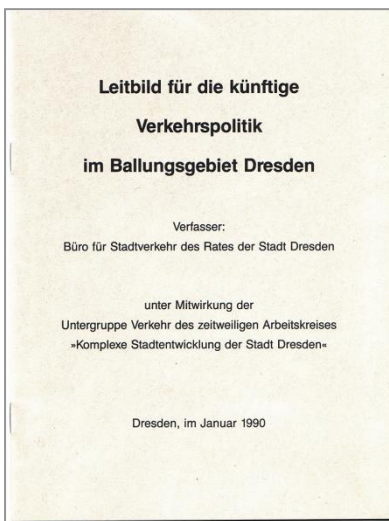 Leitbild für die künftige
Verkehrspolitik
im Ballungsgebiet Dresden
Verfasser:
Büro für Stadtverkehr des Rates der Stadt Dresden
unter Mitwirkung der
Untergruppe Verkehr des zeitweiligen Arbeitskreises
»Komplexe Stadtentwicklung der Stadt Dresden«
Dresden, im Januar 1990